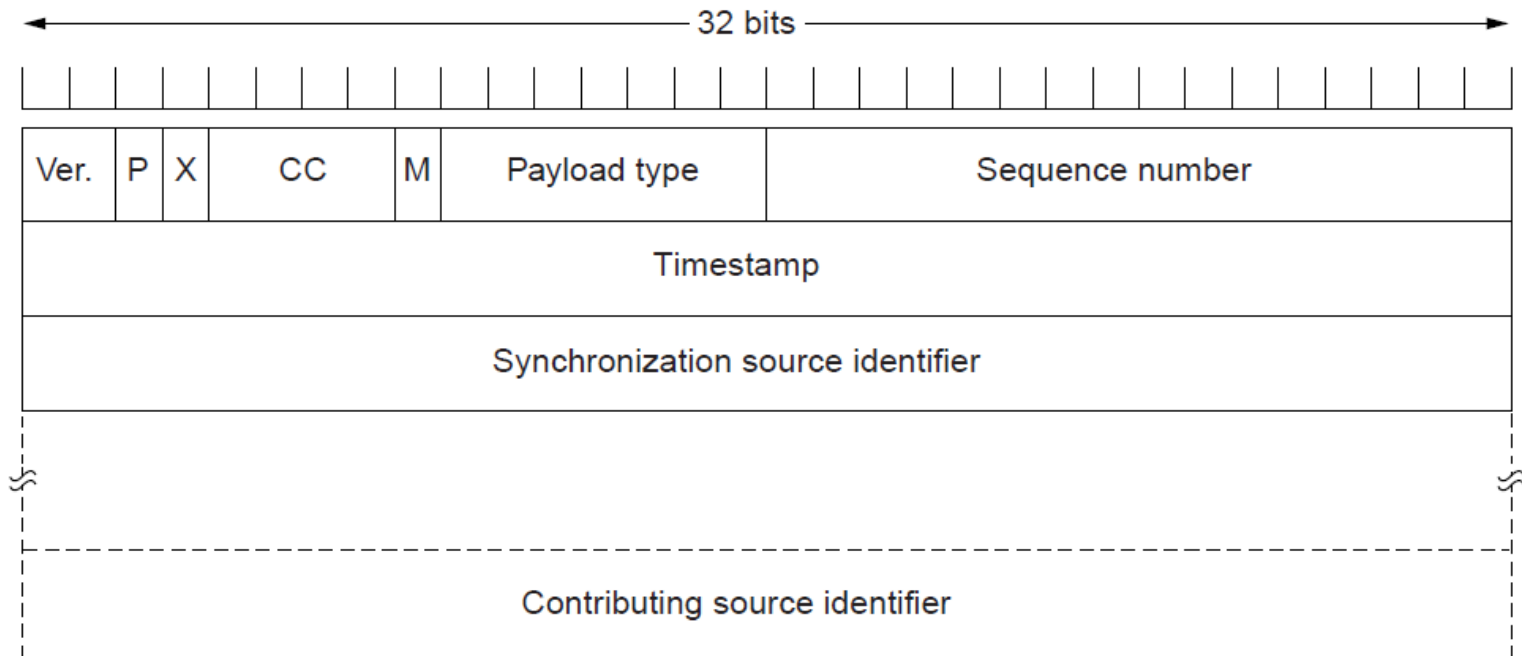 32 bits
Ver. P X CC M Payload type Sequence number
Timestamp
Synchronization source identifier
Contributing source identifier